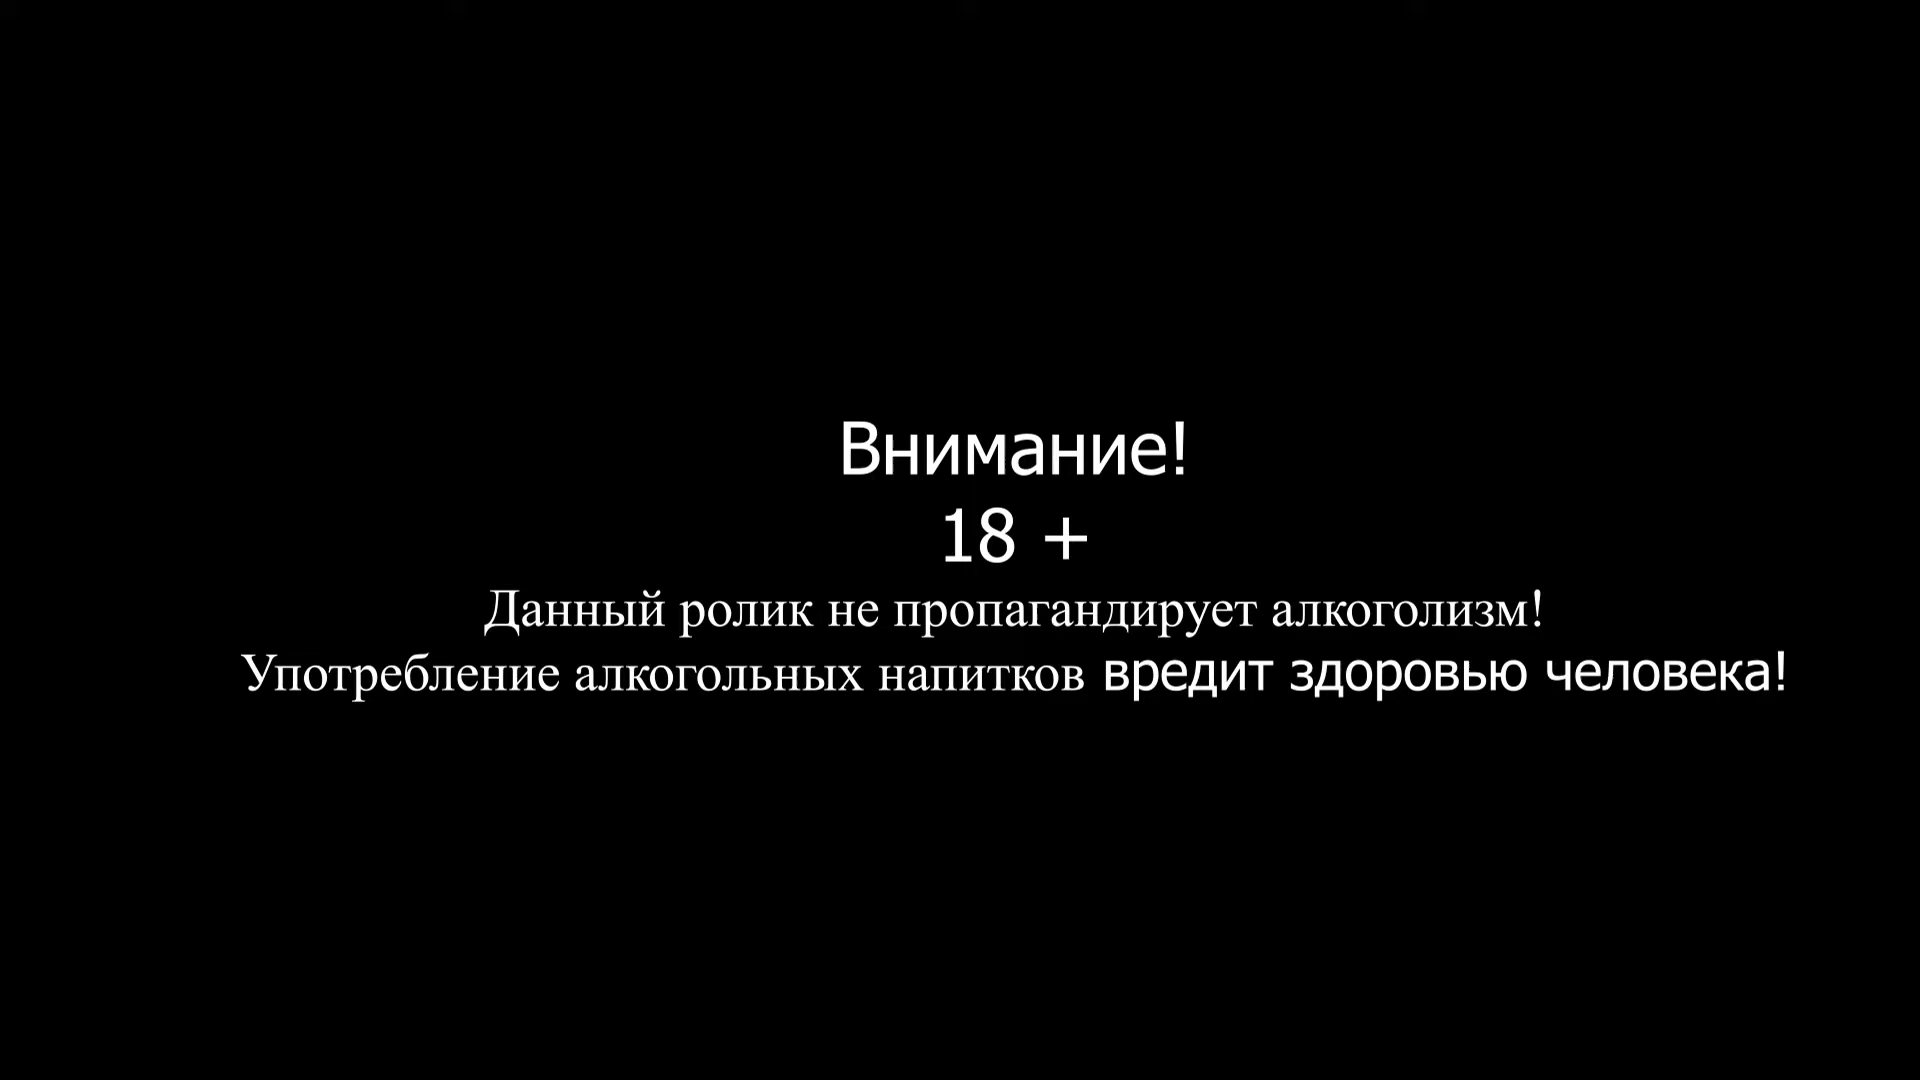 Внимание!
18 +
Данный ролик не пропагандирует алкоголизм!
Употребление алкогольных напитков вредит здоровью человека!